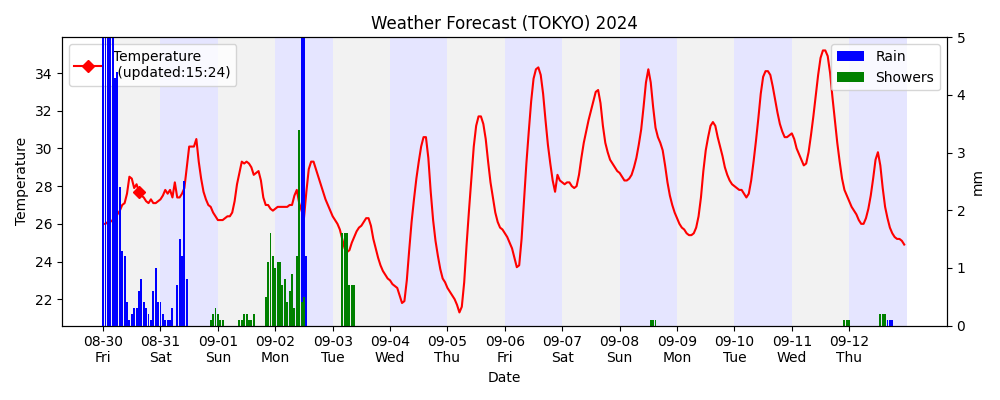 Weather Forecast (TOKYO) 2024
Temperature
(updated:15:24)
Rain
Showers
Temperature
34
32
30
28
26
24
22
5
4
3
2
1
0
mm
08-30 08-31 09-01 09-02 09-03 09-04 09-05 09-06 09-07 09-08 09-09 09-10 09-11 09-12
Fri Sat Sun Mon Tue Wed Thu Fri Sat Sun Mon Tue Wed Thu
Date